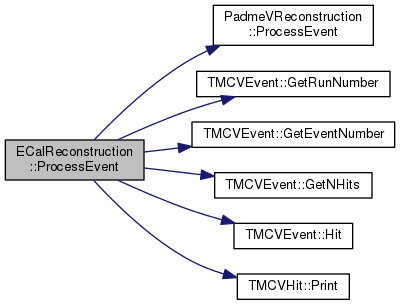 PadmeVReconstruction
::ProcessEvent
TMCVEvent::GetRunNumber
TMCVEvent::GetEventNumber
ECalReconstruction
::ProcessEvent
TMCVEvent::GetNHits
TMCVEvent::Hit
TMCVHit::Print